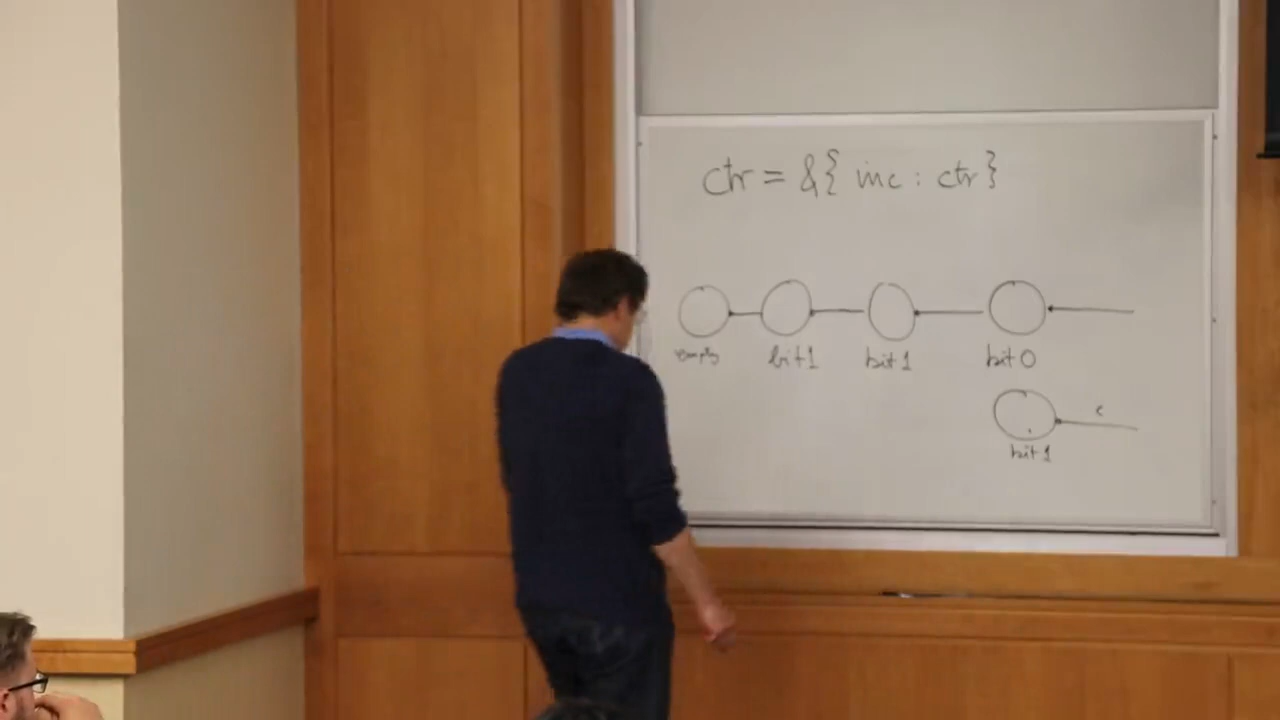 ctr = &{ inc : ctr }
empty bit1 bit1 bit0
c
bit1